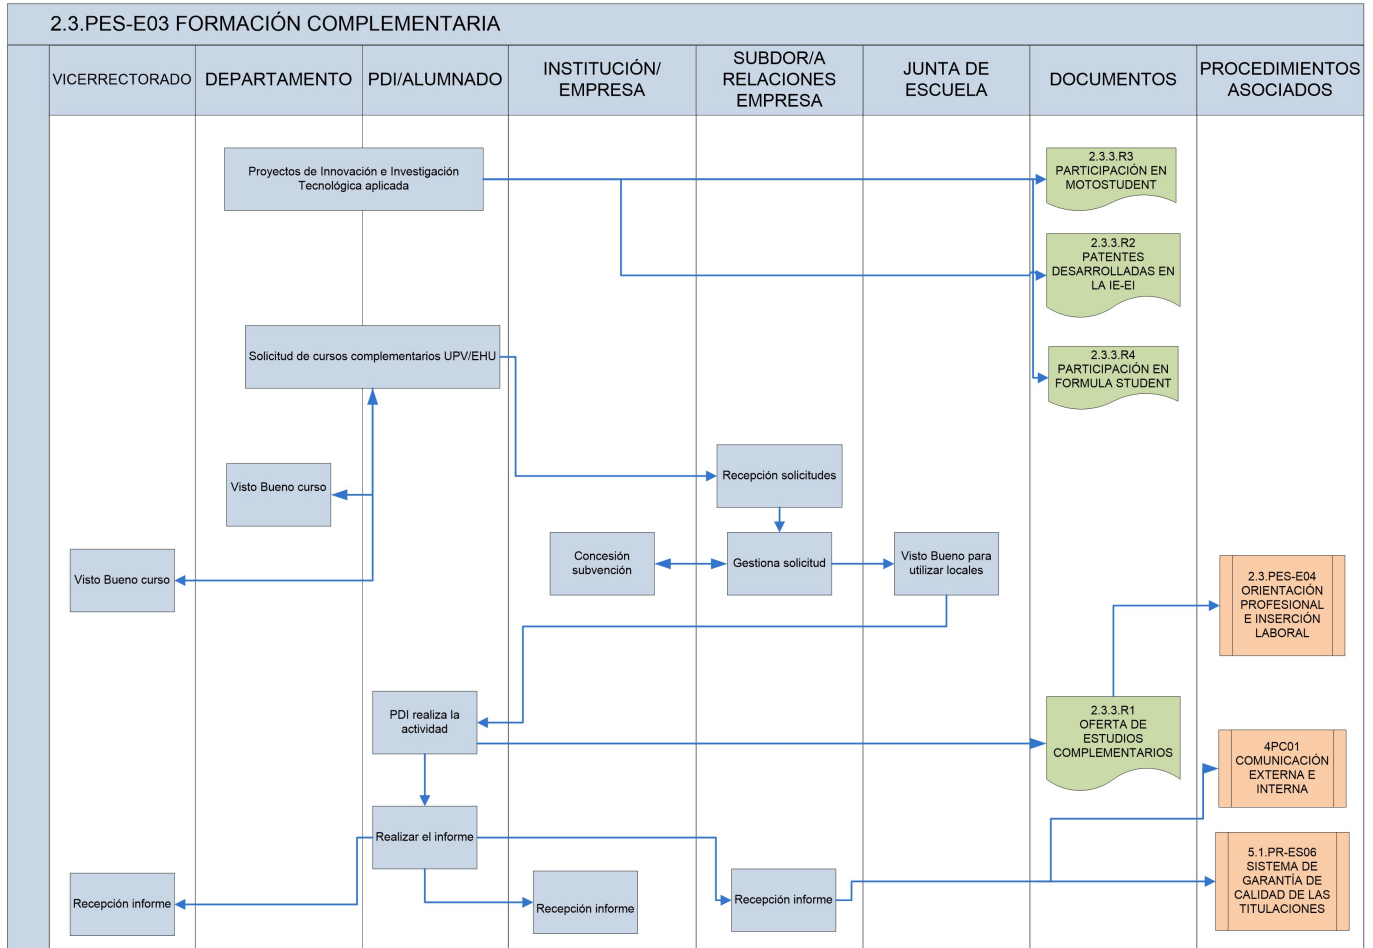 2.3.PES-E03 FORMACIÓN COMPLEMENTARIA
VICERRECTORADO
DEPARTAMENTO
PDI/ALUMNADO
INSTITUCIÓN/
EMPRESA
SUBDOR/A
RELACIONES
EMPRESA
JUNTA DE
ESCUELA
DOCUMENTOS
PROCEDIMIENTOS
ASOCIADOS
Proyectos de Innovación e Investigación
Tecnológica aplicada
2.3.3.R3
PARTICIPACIÓN EN
MOTOSTUDENT
2.3.3.R2
PATENTES
DESARROLLADAS EN
LA IE-EI
Solicitud de cursos complementarios UPV/EHU
2.3.3.R4
PARTICIPACIÓN EN
FORMULA STUDENT
Visto Bueno curso
Recepción solicitudes
Visto Bueno curso
Concesión
subvención
Gestiona solicitud
Visto Bueno para
utilizar locales
2.3.PES-E04
ORIENTACIÓN
PROFESIONAL
E INSERCIÓN
LABORAL
PDI realiza la
actividad
2.3.3.R1
OFERTA DE
ESTUDIOS
COMPLEMENTARIOS
4PC01
COMUNICACIÓN
EXTERNA E
INTERNA
Realizar el informe
Recepción informe
Recepción informe
Recepción informe
5.1.PR-ES06
SISTEMA DE
GARANTÍA DE
CALIDAD DE LAS
TITULACIONES